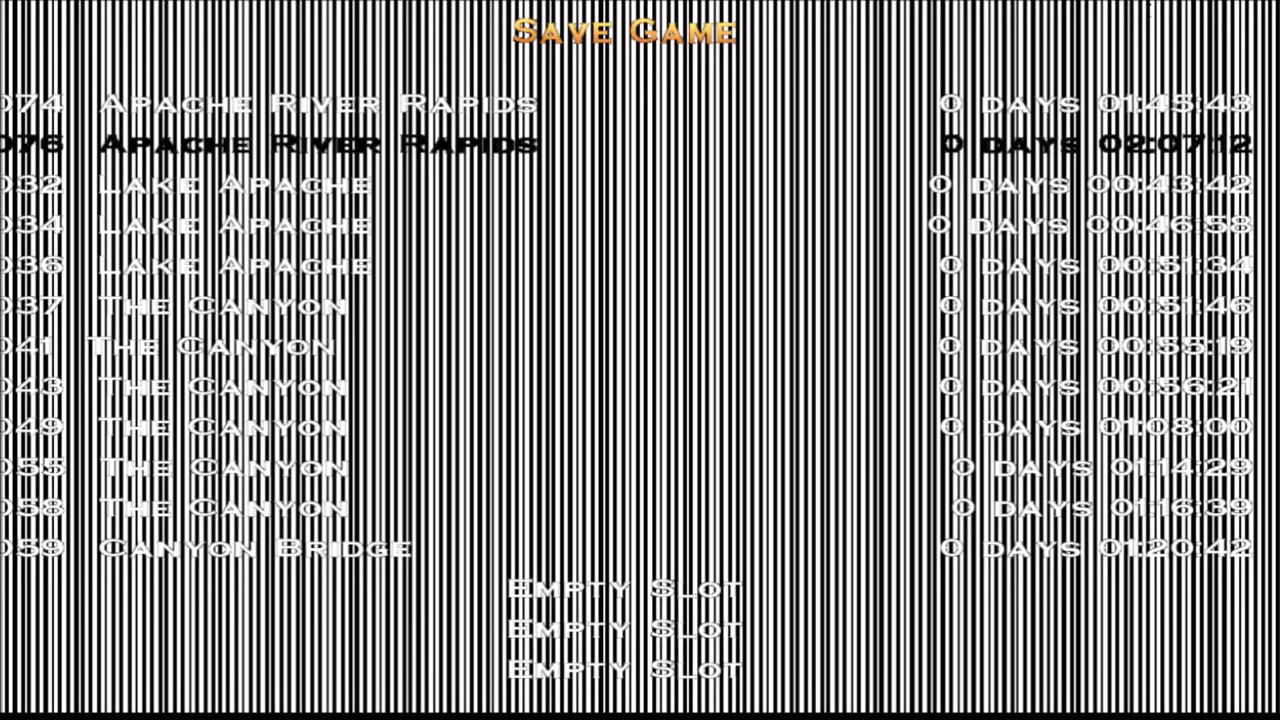 Save Game
074 Apache River Rapids 0 days 01:45:43
076 Apache River Rapids 0 days 02:07:12
032 Lake Apache 0 days 00:43:42
034 Lake Apache 0 days 00:46:58
036 Lake Apache 0 days 00:51:34
037 The Canyon 0 days 00:51:46
041 The Canyon 0 days 00:55:19
043 The Canyon 0 days 00:56:21
049 The Canyon 0 days 01:08:00
055 The Canyon 0 days 01:14:29
058 The Canyon 0 days 01:16:39
059 Canyon Bridge 0 days 01:20:42
Empty Slot
Empty Slot
Empty Slot